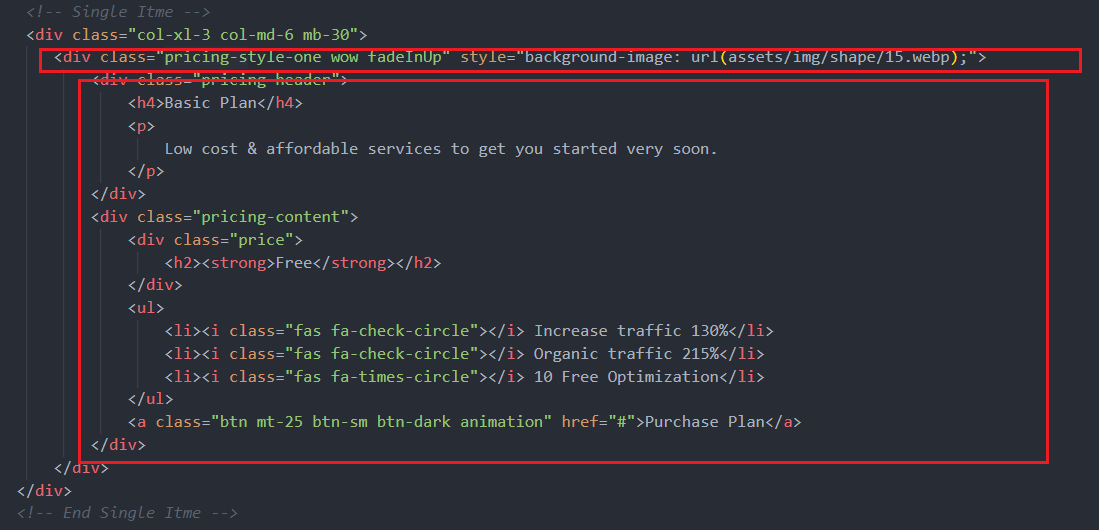 <!-- Single Itme -->
<div class="col-xl-3 col-md-6 mb-30">
<div class="pricing-style-one wow fadeInUp" style="background-image: url(assets/img/shape/15.webp);">
<div class="pricing-header">
<h4>Basic Plan</h4>
<p>
Low cost & affordable services to get you started very soon.
</p>
</div>
<div class="pricing-content">
<div class="price">
<h2><strong>Free</strong></h2>
</div>
<ul>
<li><i class="fas fa-check-circle"></i> Increase traffic 130%</li>
<li><i class="fas fa-check-circle"></i> Organic traffic 215%</li>
<li><i class="fas fa-times-circle"></i> 10 Free Optimization</li>
</ul>
<a class="btn mt-25 btn-sm btn-dark animation" href="#">Purchase Plan</a>
</div>
</div>
</div>
<!-- End Single Itme -->